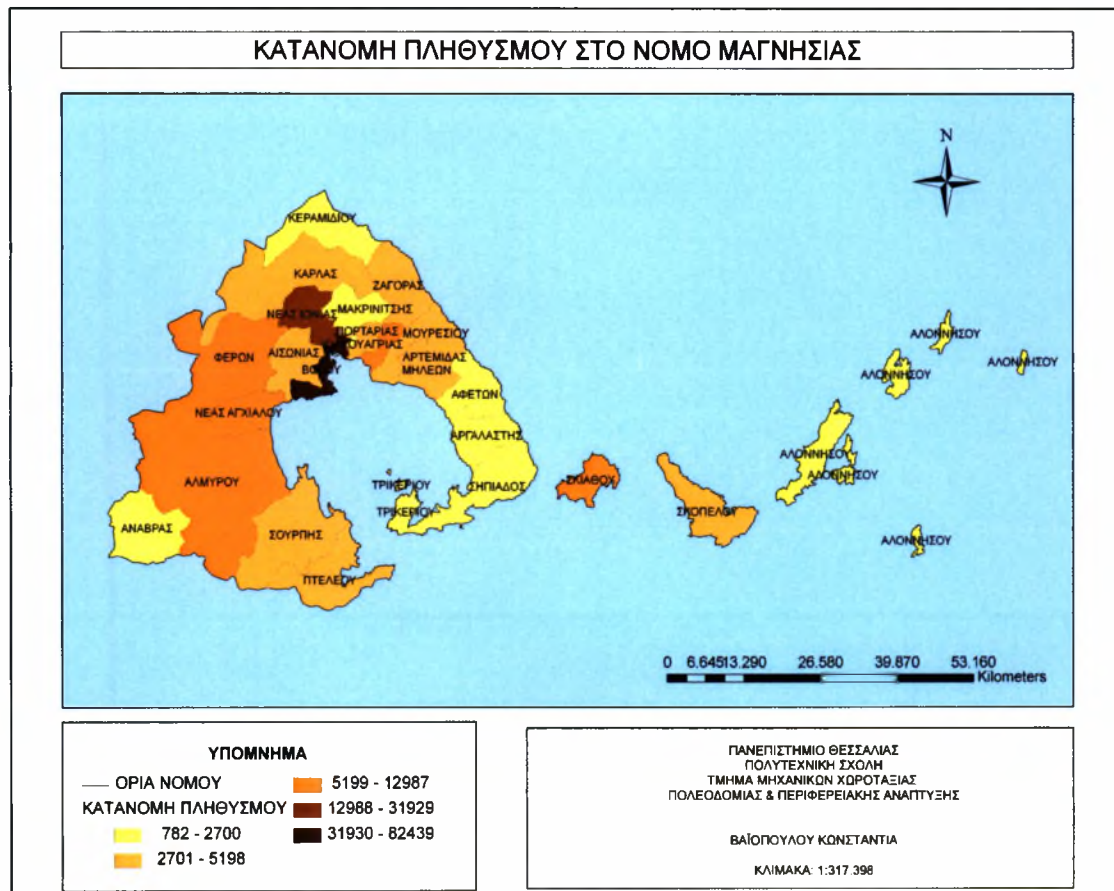 ΚΑΤΑΝΟΜΗ ΠΛΗΘΥΣΜΟΥ ΣΤΟ ΝΟΜΟ ΜΑΓΝΗΣΙΑΣ
N
ΚΕΡΑΜΙΔΙΟΥ
ΚΑΡΛΑΣ
ΖΑΓΟΡΑΣ
ΝΕΑΣ ΙΩΝΙΑΣ
ΜΑΚΡΙΝΙΤΣΗΣ
ΠΟΡΤΑΡΙΑΣ
ΜΟΥΡΕΣΙΟΥ
ΦΕΡΩΝ
ΑΙΣΩΝΙΑΣ
ΑΡΤΕΜΙΔΑΣ
ΜΗΛΕΩΝ
ΑΦΕΤΩΝ
ΝΕΑΣ ΑΓΧΙΑΛΟΥ
ΑΡΓΑΛΑΣΤΗΣ
ΑΛΜΥΡΟΥ
ΤΡΙΚΕΡΙΟΥ
ΣΗΠΙΑΔΟΣ
ΤΡΙΚΕΡΙΟΥ
ΑΝΑΒΡΑΣ
ΣΟΥΡΠΗΣ
ΠΤΕΛΕΟΥ
ΣΚΙΑΘΟΥ
ΣΚΟΠΕΛΟΥ
ΑΛΟΝΝΗΣΟΥ
ΑΛΟΝΝΗΣΟΥ
ΑΛΟΝΝΗΣΟΥ
ΑΛΟΝΝΗΣΟΥ
ΑΛΟΝΝΗΣΟΥ
ΑΛΟΝΝΗΣΟΥ
0 6.645 13.290 26.580 39.870 53.160
Kilometers
ΥΠΟΜΝΗΜΑ
ΟΡΙΑ ΝΟΜΟΥ
ΚΑΤΑΝΟΜΗ ΠΛΗΘΥΣΜΟΥ
782 - 2700
2701 - 5198
5199 - 12987
12988 - 31929
31930 - 82439
ΠΑΝΕΠΙΣΤΗΜΙΟ ΘΕΣΣΑΛΙΑΣ
ΠΟΛΥΤΕΧΝΙΚΗ ΣΧΟΛΗ
ΤΜΗΜΑ ΜΗΧΑΝΙΚΩΝ ΧΩΡΟΤΑΞΙΑΣ
ΠΟΛΕΟΔΟΜΙΑΣ & ΠΕΡΙΦΕΡΕΙΑΚΗΣ ΑΝΑΠΤΥΞΗΣ
ΒΑΪΟΠΟΥΛΟΥ ΚΩΝΣΤΑΝΤΙΑ
ΚΛΙΜΑΚΑ: 1:317.398